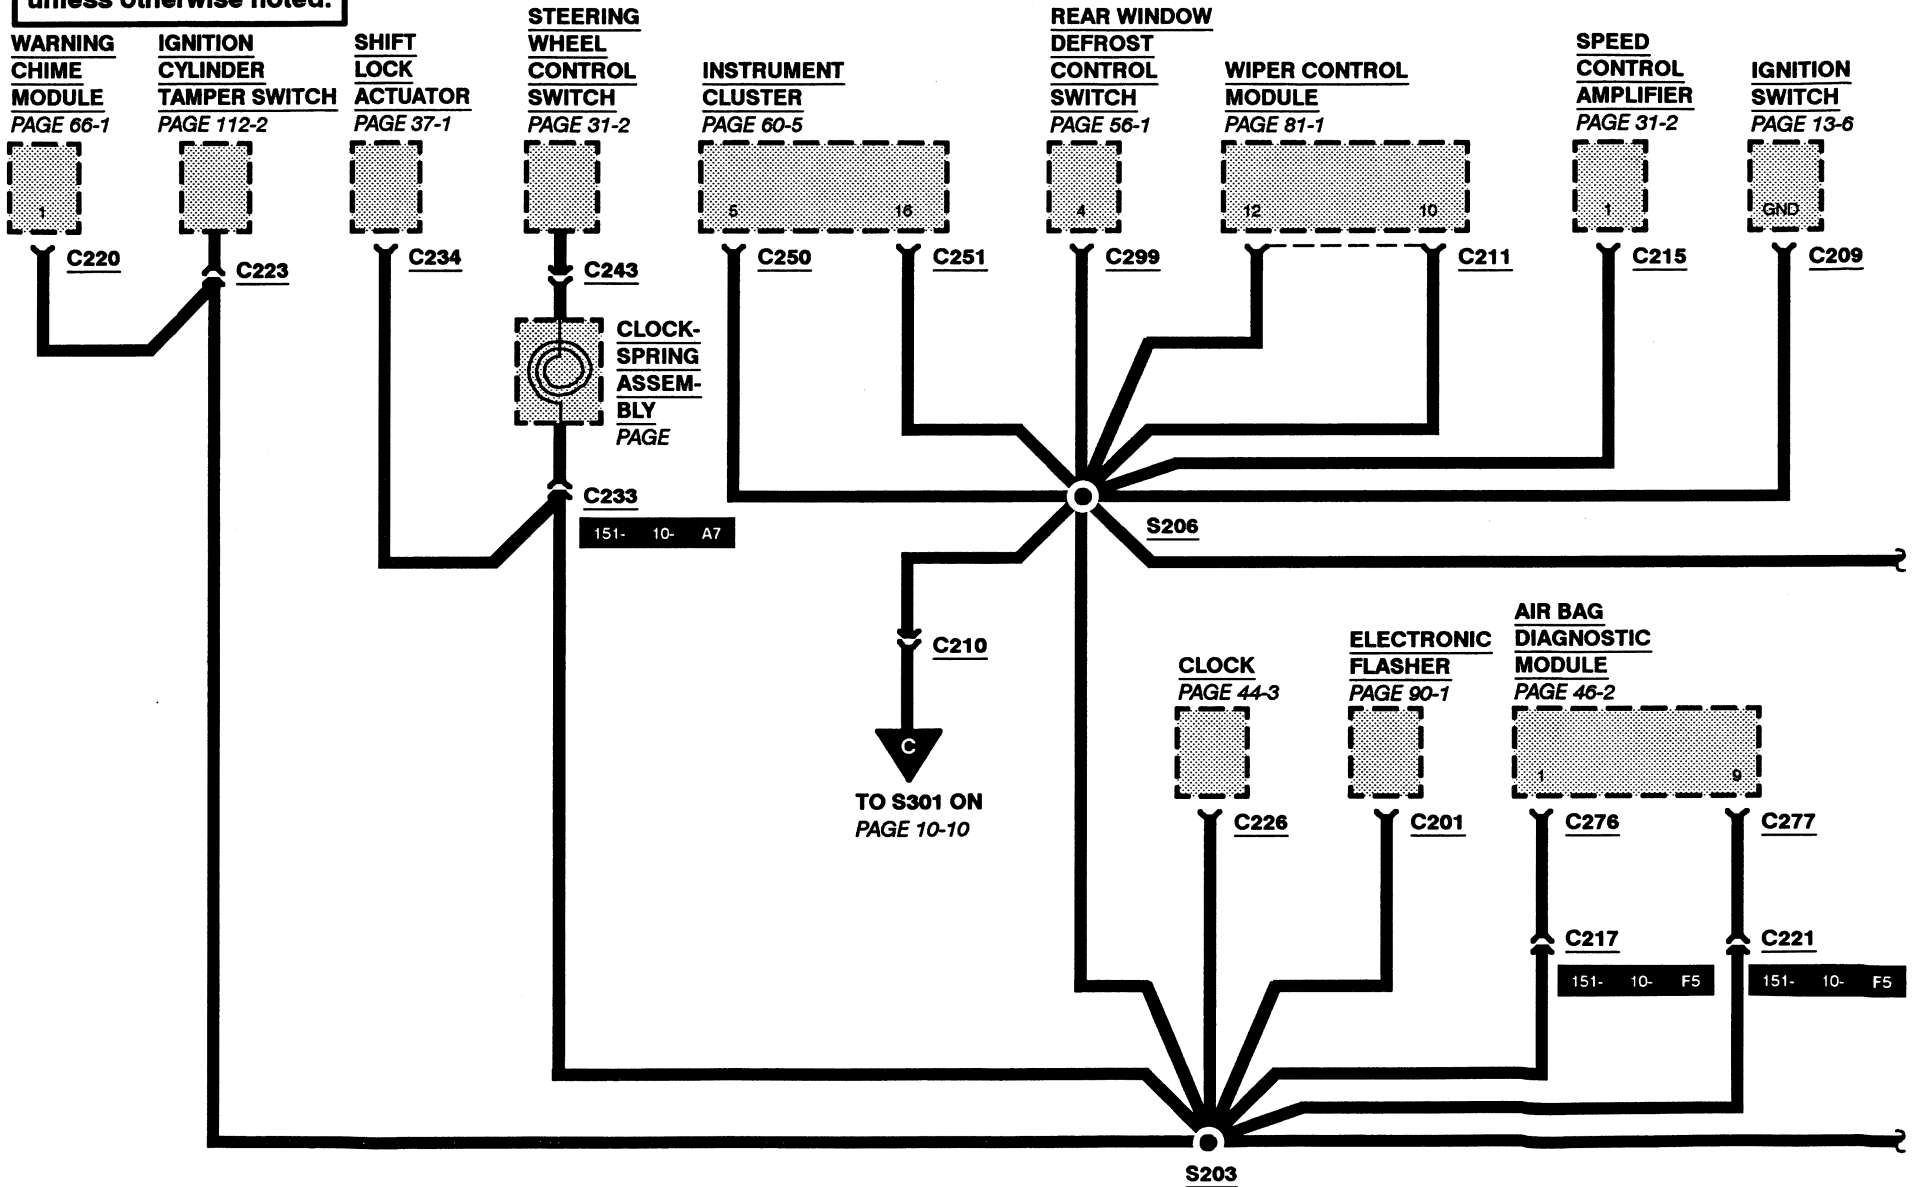 unless otherwise noted.
WARNING
CHIME
MODULE
PAGE 66-1
1
C220
IGNITION
CYLINDER
TAMPER SWITCH
PAGE 112-2
C223
SHIFT
LOCK
ACTUATOR
PAGE 37-1
C234
STEERING
WHEEL
CONTROL
SWITCH
PAGE 31-2
C243
CLOCK-
SPRING
ASSEM-
BLY
PAGE
C233
151- 10- A7
INSTRUMENT
CLUSTER
PAGE 60-5
5 16
C250 C251
REAR WINDOW
DEFROST
CONTROL
SWITCH
PAGE 56-1
4
C299
WIPER CONTROL
MODULE
PAGE 81-1
12 10
C211
SPEED
CONTROL
AMPLIFIER
PAGE 31-2
1
C215
IGNITION
SWITCH
PAGE 13-6
GND
C209
S206
C210
C
TO S301 ON
PAGE 10-10
CLOCK
PAGE 44-3
C226
ELECTRONIC
FLASHER
PAGE 90-1
C201
AIR BAG
DIAGNOSTIC
MODULE
PAGE 46-2
1 9
C276 C277
C217 C221
151- 10- F5 151- 10- F5
S203